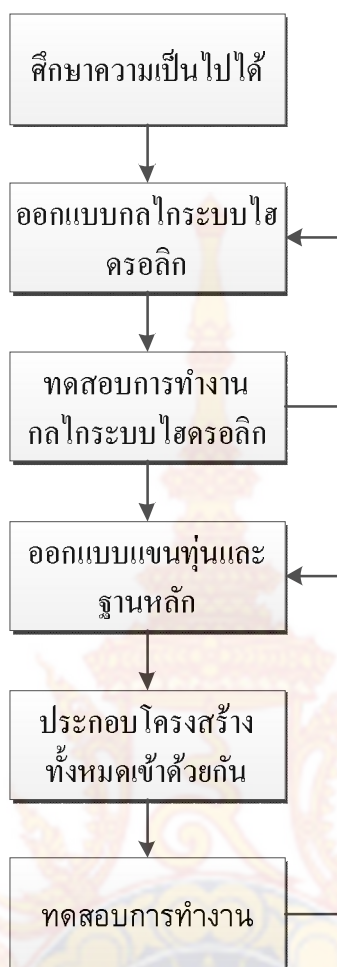 ศึกษาความเป็นไปได้
ออกแบบกลไกระบบไฮ
ดรอลิก
ทดสอบการทำงาน
กลไกระบบไฮดรอลิก
ออกแบบแขนทุ่นและ
ฐานหลัก
ประกอบโครงสร้าง
ทั้งหมดเข้าด้วยกัน
ทดสอบการทำงาน